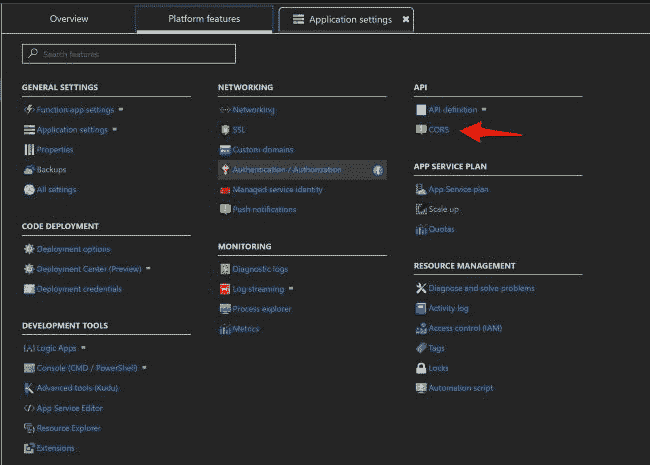 Overview
Platform features
Application settings
Search features
GENERAL SETTINGS
Function app settings
Application settings
Properties
Backups
All settings
CODE DEPLOYMENT
Deployment options
Deployment Center (Preview)
Deployment credentials
DEVELOPMENT TOOLS
Logic Apps
Console (CMD / PowerShell)
Advanced tools (Kudu)
App Service Editor
Resource Explorer
Extensions
NETWORKING
Networking
SSL
Custom domains
Authentication / Authorization
Managed service identity
Push notifications
MONITORING
Diagnostic logs
Log streaming
Process explorer
Metrics
API
API definition
CORS
APP SERVICE PLAN
App Service plan
Scale up
Quotas
RESOURCE MANAGEMENT
Diagnose and solve problems
Activity log
Access control (IAM)
Tags
Locks
Automation script